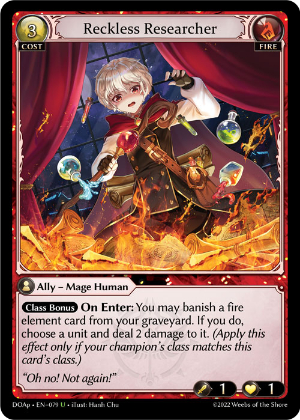 3
Reckless Researcher
COST
FIRE
Ally – Mage Human
Class Bonus On Enter: You may banish a fire
element card from your graveyard. If you do,
choose a unit and deal 2 damage to it. (Apply this
effect only if your champion's class matches
this card's class.)
"Oh no! Not again!"
1
1
DOAp • EN-079 U • illust: Hanh Chu
©2022 Weebs of the Shore